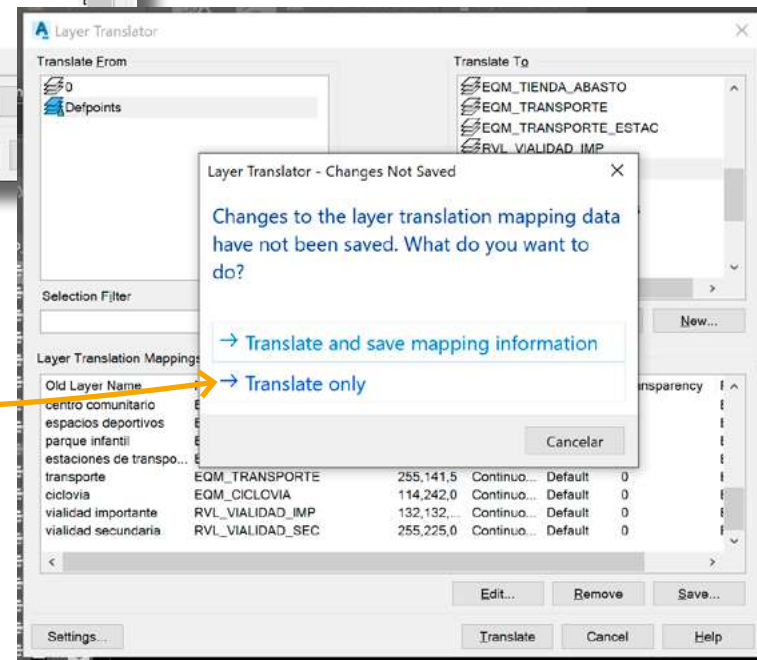 Layer Translator
Translate From
Translate To
0
Defpoints
EQM_TIENDA_ABASTO
EQM_TRANSPORTE
EQM_TRANSPORTE_ESTAC
RVL_VIALIDAD_IMP
Layer Translator - Changes Not Saved
Changes to the layer translation mapping data
have not been saved. What do you want to
do?
Translate and save mapping information
Translate only
Cancelar
Selection Filter
New...
Layer Translation Mappings
Old Layer Name
centro comunitario
espacios deportivos
parque infantil
estaciones de transpo...
transporte EQM_TRANSPORTE 255,141,5 Continuo... Default 0
ciclovia EQM_CICLOVIA 114,242,0 Continuo... Default 0
vialidad importante RVL_VIALIDAD_IMP 132,132,... Continuo... Default 0
vialidad secundaria RVL_VIALIDAD_SEC 255,225,0 Continuo... Default 0
Edit... Remove Save...
Settings... Translate Cancel Help